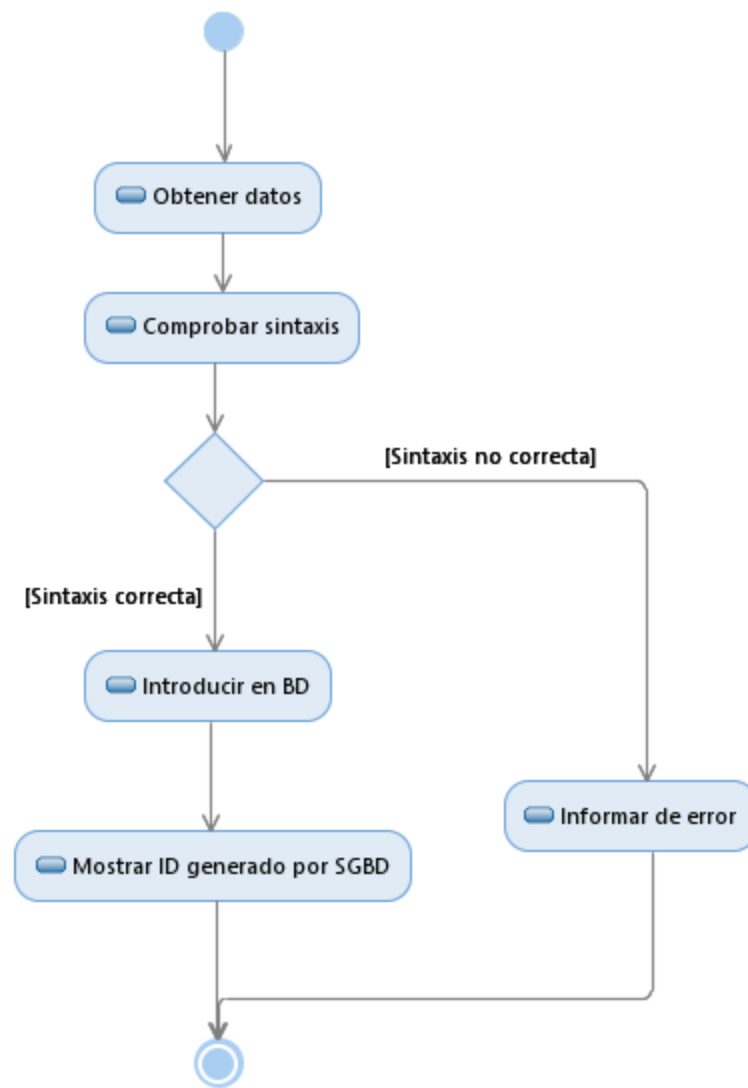 Obtener datos
Comprobar sintaxis
[Sintaxis no correcta]
[Sintaxis correcta]
Introducir en BD
Informar de error
Mostrar ID generado por SGBD